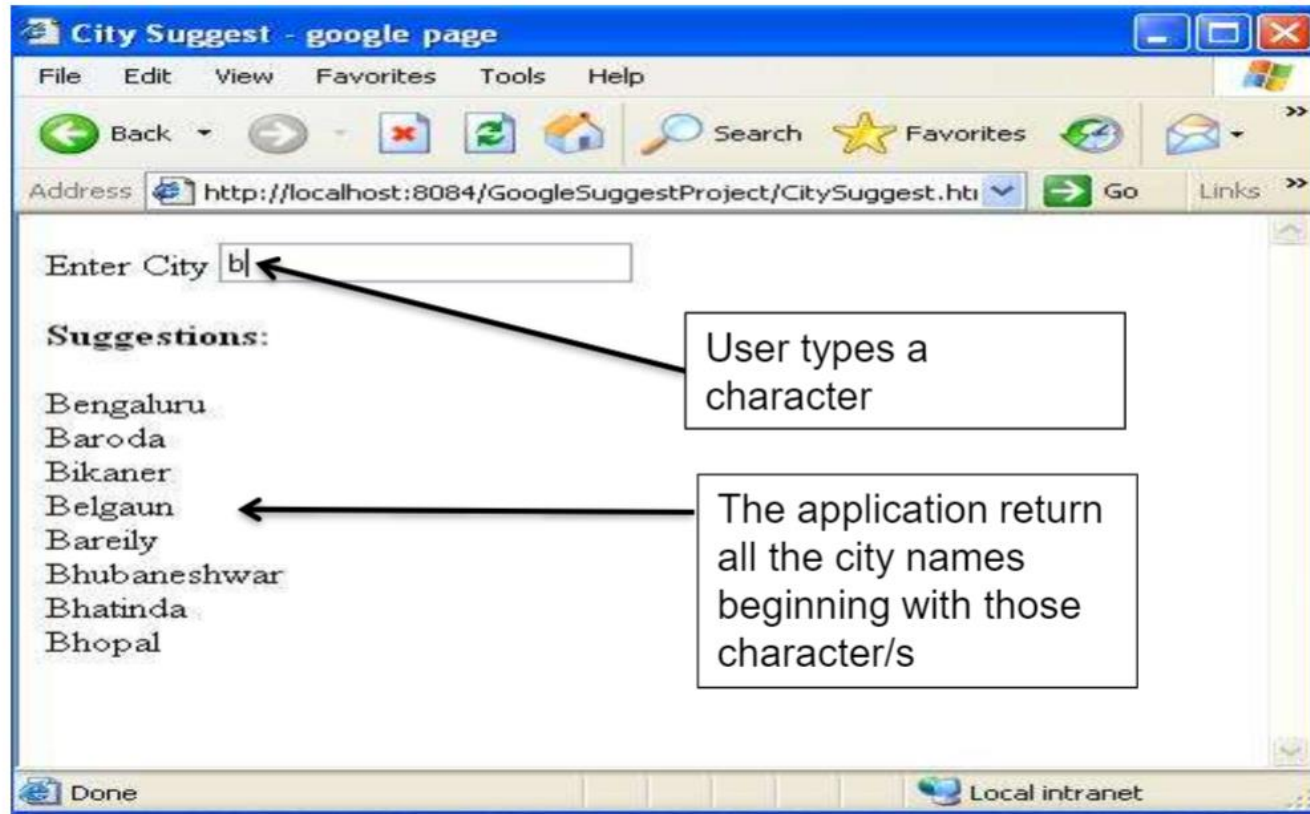 City Suggest - google page
File Edit View Favorites Tools Help
Back Search Favorites »
Address http://localhost:8084/GoogleSuggestProject/CitySuggest.htm Go Links »
Enter City b
User types a
character
Suggestions:
Bengaluru
Baroda
Bikaner
Belgaun
Bareily
Bhubaneshwar
Bhatinda
Bhopal
The application return
all the city names
beginning with those
character/s
Done Local intranet